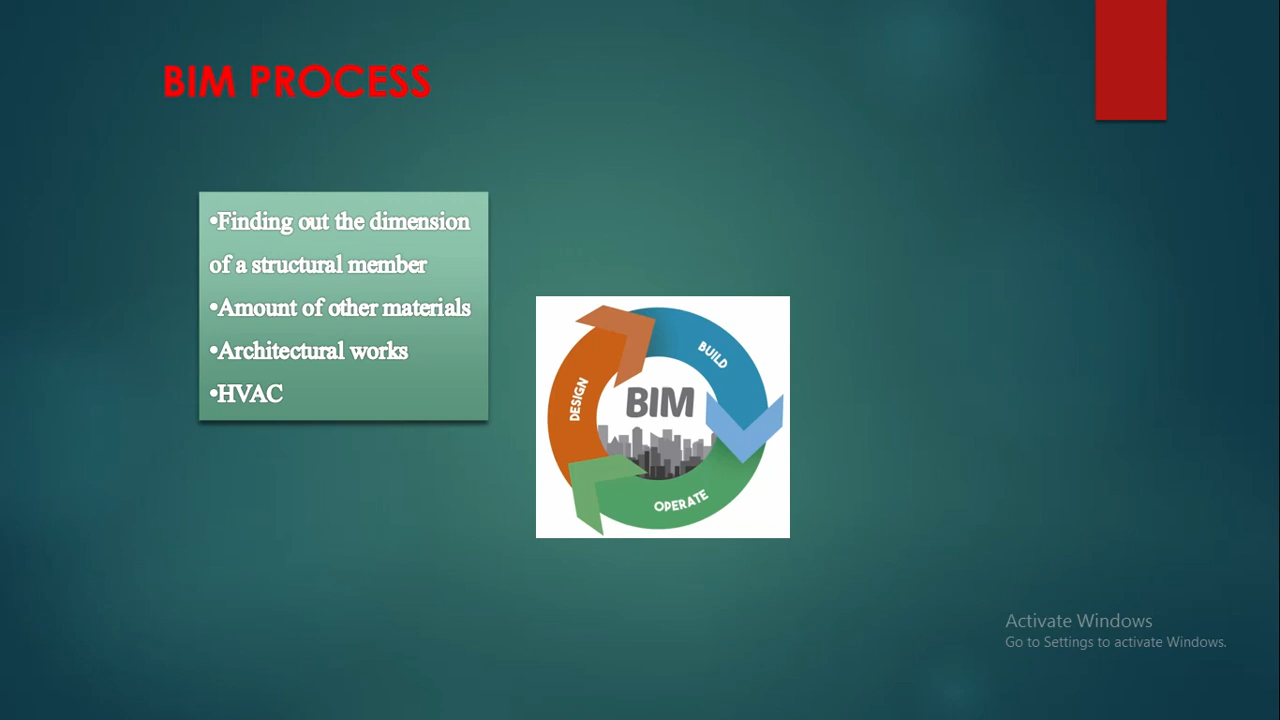 BIM PROCESS
•Finding out the dimension
of a structural member
•Amount of other materials
•Architectural works
•HVAC
BUILD
DESIGN
BIM
OPERATE
Activate Windows
Go to Settings to activate Windows.